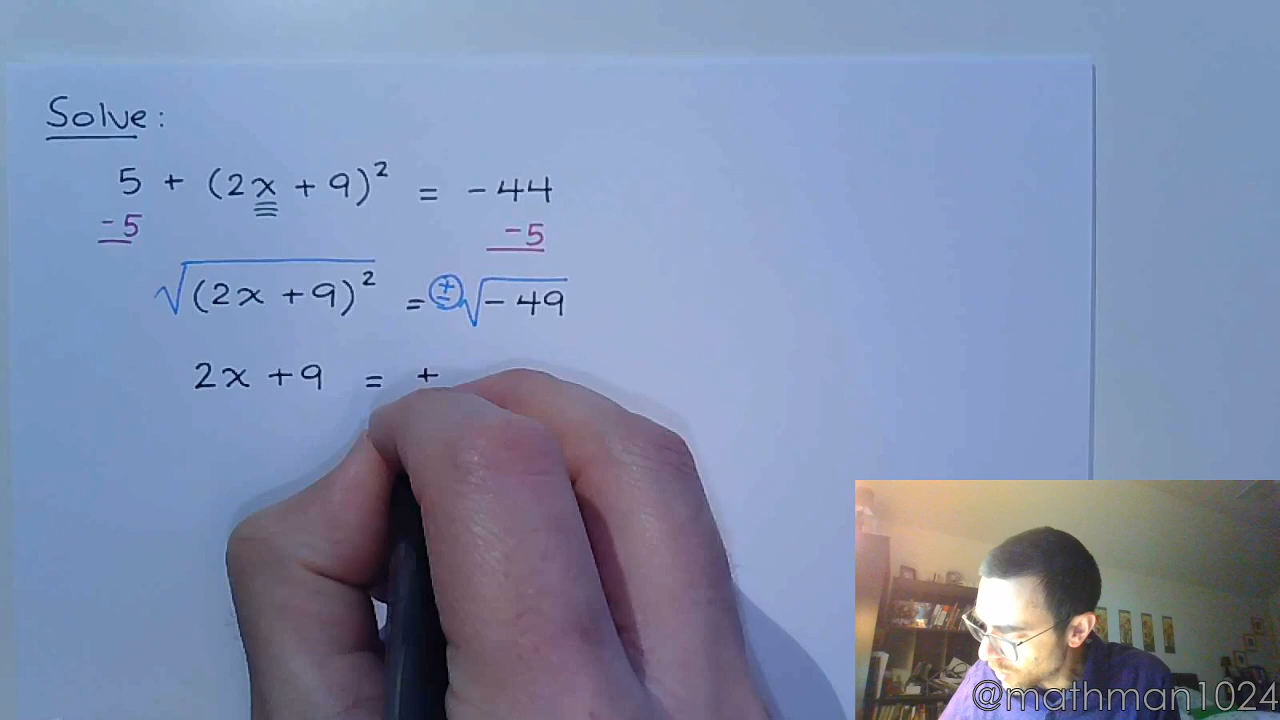 Solve:
5 + (2x + 9)² = -44
-5 -5
√(2x + 9)² = ±√-49
2x + 9 = +
@mathman1024